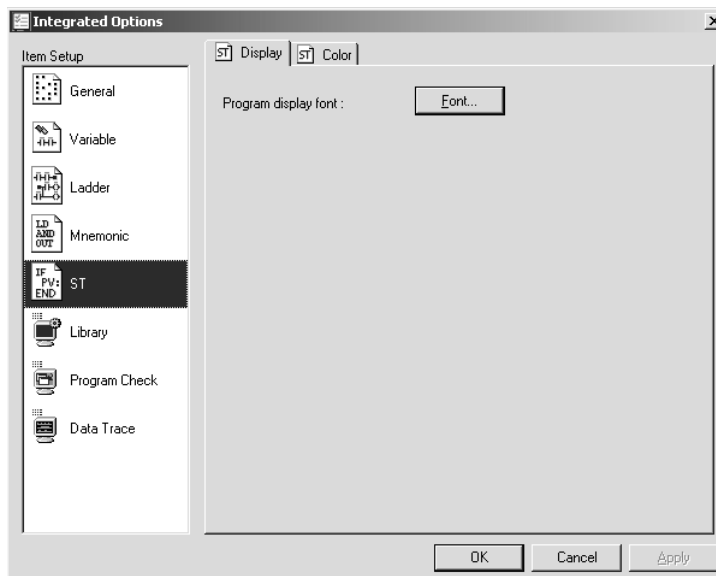 Integrated Options
Item Setup
General
Variable
Ladder
LD
AND
OUT
Mnemonic
IF
PV:
END
ST
Library
Program Check
Data Trace
ST Display
ST Color
Program display font :
Font...
OK
Cancel
Apply